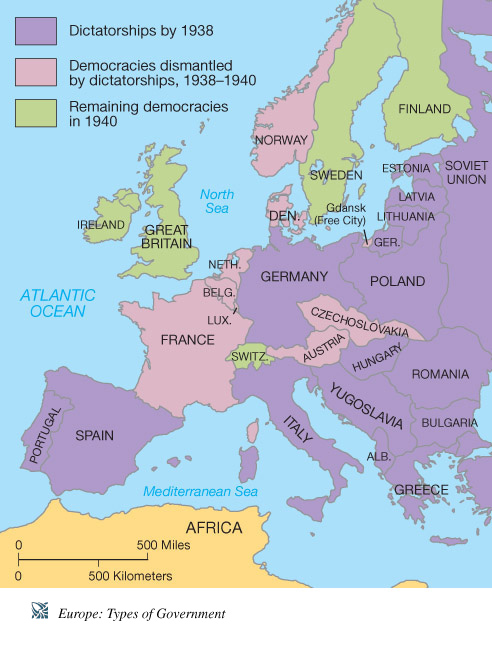 Dictatorships by 1938
Democracies dismantled
by dictatorships, 1938–1940
Remaining democracies
in 1940
FINLAND
NORWAY
SWEDEN
ESTONIA
SOVIET
UNION
LATVIA
LITHUANIA
North
Sea
Gdansk
(Free City)
DEN.
GER.
IRELAND
GREAT
BRITAIN
NETH.
GERMANY
POLAND
BELG.
ATLANTIC
OCEAN
LUX.
CZECHOSLOVAKIA
FRANCE
SWITZ.
AUSTRIA
HUNGARY
ROMANIA
YUGOSLAVIA
BULGARIA
PORTUGAL
SPAIN
ITALY
ALB.
GREECE
Mediterranean Sea
AFRICA
0 500 Miles
0 500 Kilometers
Europe: Types of Government